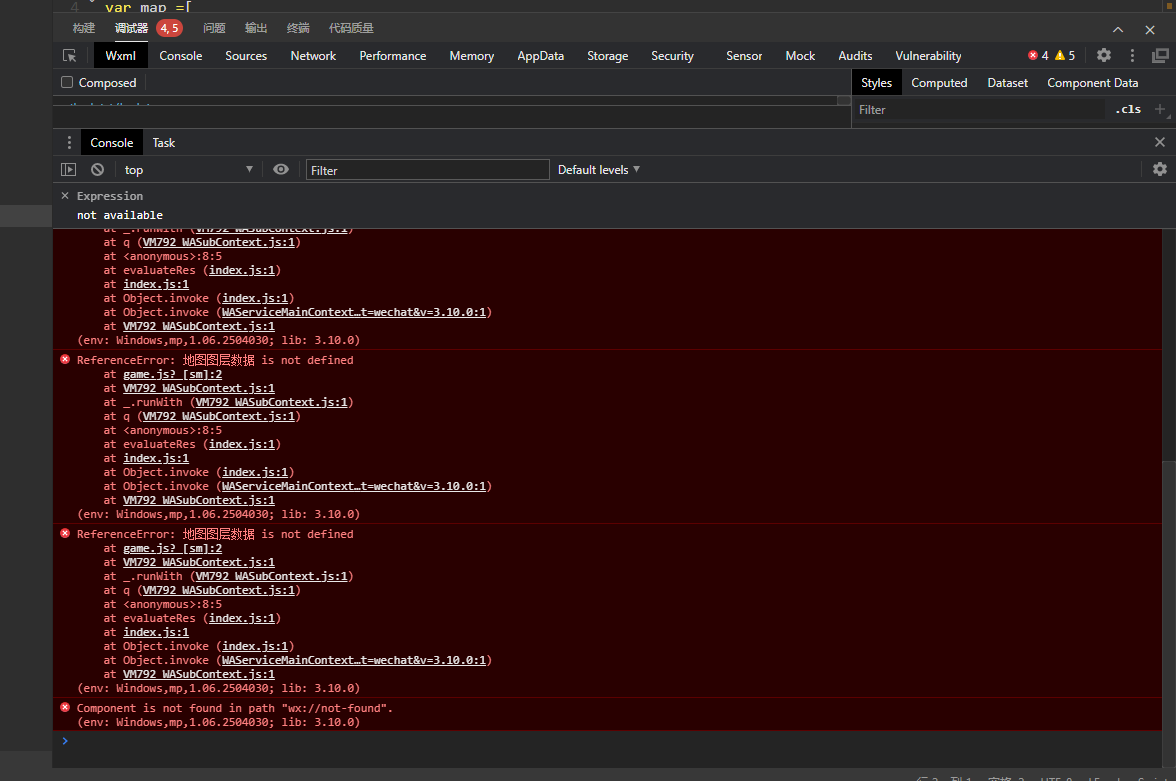 4 var map =[
构建 调试器 4, 5 问题 输出 终端 代码质量
Wxml Console Sources Network Performance Memory AppData Storage Security Sensor Mock Audits Vulnerability 4 5
Composed
Styles Computed Dataset Component Data
Filter .cls
Console Task
top Filter Default levels
Expression
not available
at _.runWith (VM792 WASubContext.js:1)
at q (VM792 WASubContext.js:1)
at <anonymous>:8:5
at evaluateRes (index.js:1)
at index.js:1
at Object.invoke (index.js:1)
at Object.invoke (WAServiceMainContext…t=wechat&v=3.10.0:1)
at VM792 WASubContext.js:1
(env: Windows,mp,1.06.2504030; lib: 3.10.0)
ReferenceError: 地图图层数据 is not defined
at game.js? [sm]:2
at VM792 WASubContext.js:1
at _.runWith (VM792 WASubContext.js:1)
at q (VM792 WASubContext.js:1)
at <anonymous>:8:5
at evaluateRes (index.js:1)
at index.js:1
at Object.invoke (index.js:1)
at Object.invoke (WAServiceMainContext…t=wechat&v=3.10.0:1)
at VM792 WASubContext.js:1
(env: Windows,mp,1.06.2504030; lib: 3.10.0)
ReferenceError: 地图图层数据 is not defined
at game.js? [sm]:2
at VM792 WASubContext.js:1
at _.runWith (VM792 WASubContext.js:1)
at q (VM792 WASubContext.js:1)
at <anonymous>:8:5
at evaluateRes (index.js:1)
at index.js:1
at Object.invoke (index.js:1)
at Object.invoke (WAServiceMainContext…t=wechat&v=3.10.0:1)
at VM792 WASubContext.js:1
(env: Windows,mp,1.06.2504030; lib: 3.10.0)
Component is not found in path "wx://not-found".
(env: Windows,mp,1.06.2504030; lib: 3.10.0)